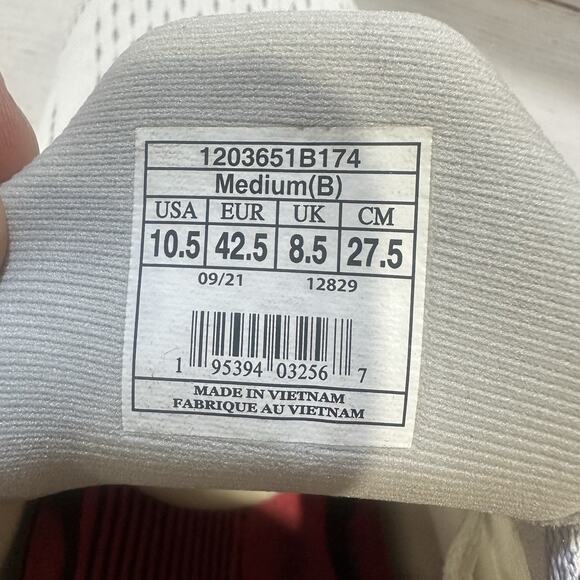 1203651B174
Medium(B)
USA EUR UK CM
10.5 42.5 8.5 27.5
09/21 12829
1 95394 03256 7
MADE IN VIETNAM
FABRIQUE AU VIETNAM